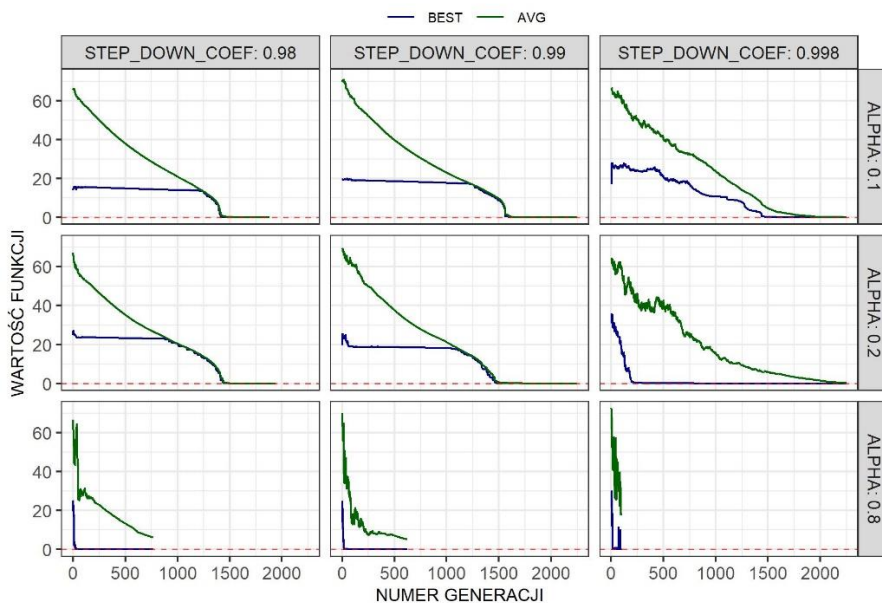 BEST AVG
STEP_DOWN_COEF: 0.98 STEP_DOWN_COEF: 0.99 STEP_DOWN_COEF: 0.998
60
40
20
0
ALPHA: 0.1
60
40
20
0
ALPHA: 0.2
60
40
20
0
ALPHA: 0.8
WARTOŚĆ FUNKCJI
0 500 1000 1500 2000 0 500 1000 1500 2000 0 500 1000 1500 2000
NUMER GENERACJI